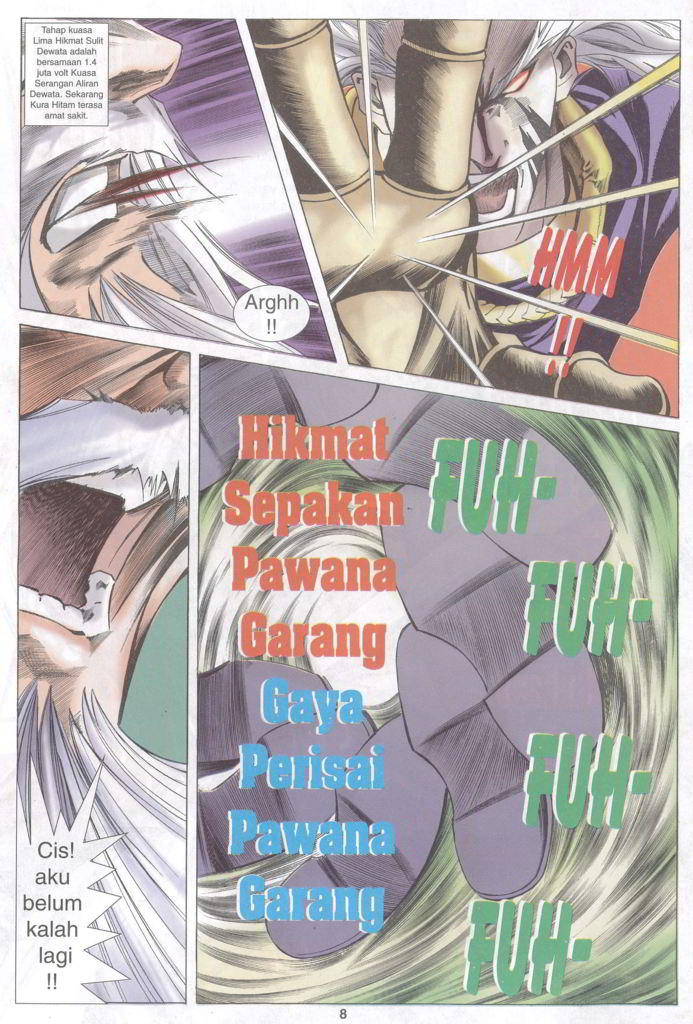 Tahap kuasa
Lima Hikmat Sulit
Dewata adalah
bersamaan 1.4
juta volt Kuasa
Serangan Aliran
Dewata. Sekarang
Kura Hitam terasa
amat sakit.
Arghh
!!
HMM
!!
Cis!
aku
belum
kalah
lagi
!!
Hikmat
Sepakan
Pawana
Garang
Gaya
Perisai
Pawana
Garang
FUH-
FUH-
FUH-
FUH-
8